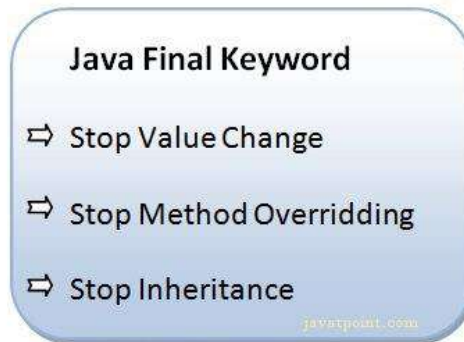 Java Final Keyword
⇨ Stop Value Change
⇨ Stop Method Overridding
⇨ Stop Inheritance
javatpoint.com